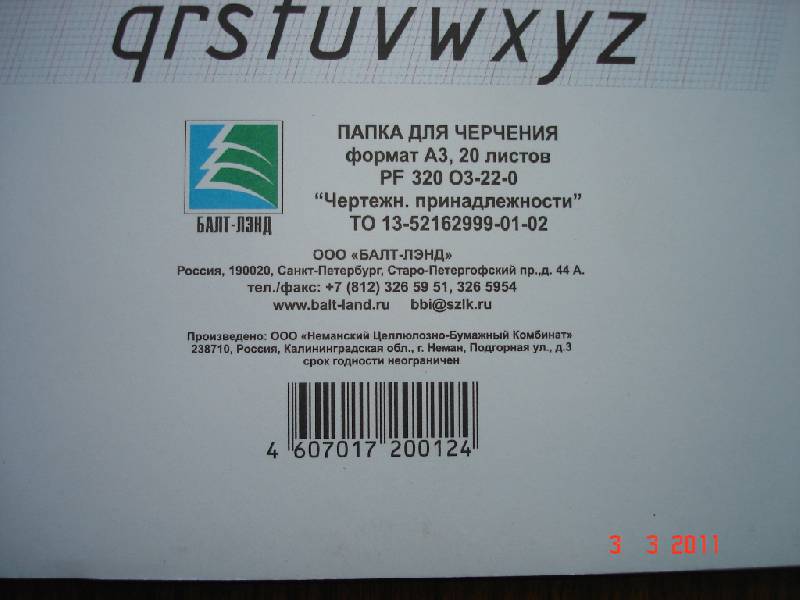 qrstuvwxyz
БАЛТ-ЛЭНД
ПАПКА ДЛЯ ЧЕРЧЕНИЯ
формат А3, 20 листов
PF 320 О3-22-0
“Чертежн. принадлежности”
ТО 13-52162999-01-02
ООО «БАЛТ-ЛЭНД»
Россия, 190020, Санкт-Петербург, Старо-Петергофский пр.,д. 44 А.
тел./факс: +7 (812) 326 59 51, 326 5954
www.balt-land.ru bbi@szlk.ru
Произведено: ООО «Неманский Целлюлозно-Бумажный Комбинат»
238710, Россия, Калининградская обл., г. Неман, Подгорная ул., д.3
срок годности неограничен
4 607017 200124
3 3 2011